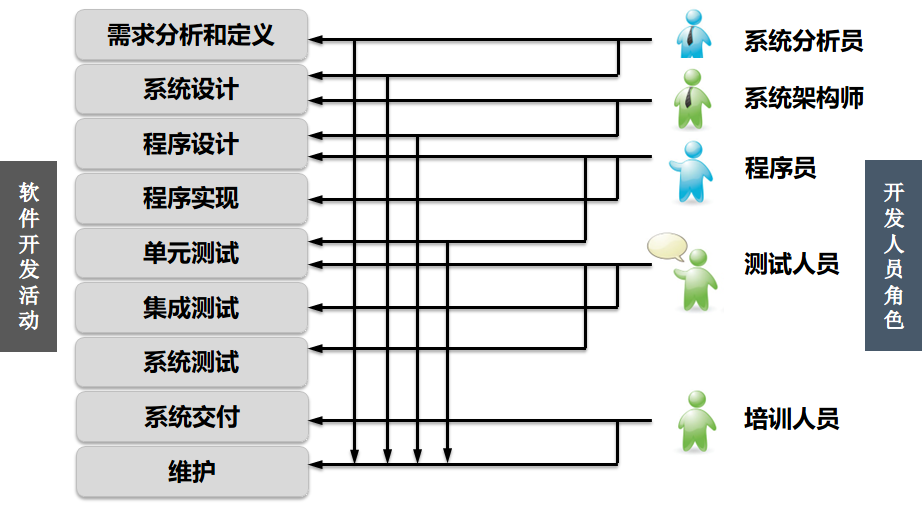 软件开发活动
需求分析和定义
系统设计
程序设计
程序实现
单元测试
集成测试
系统测试
系统交付
维护
系统分析员
系统架构师
程序员
测试人员
培训人员
开发人员角色